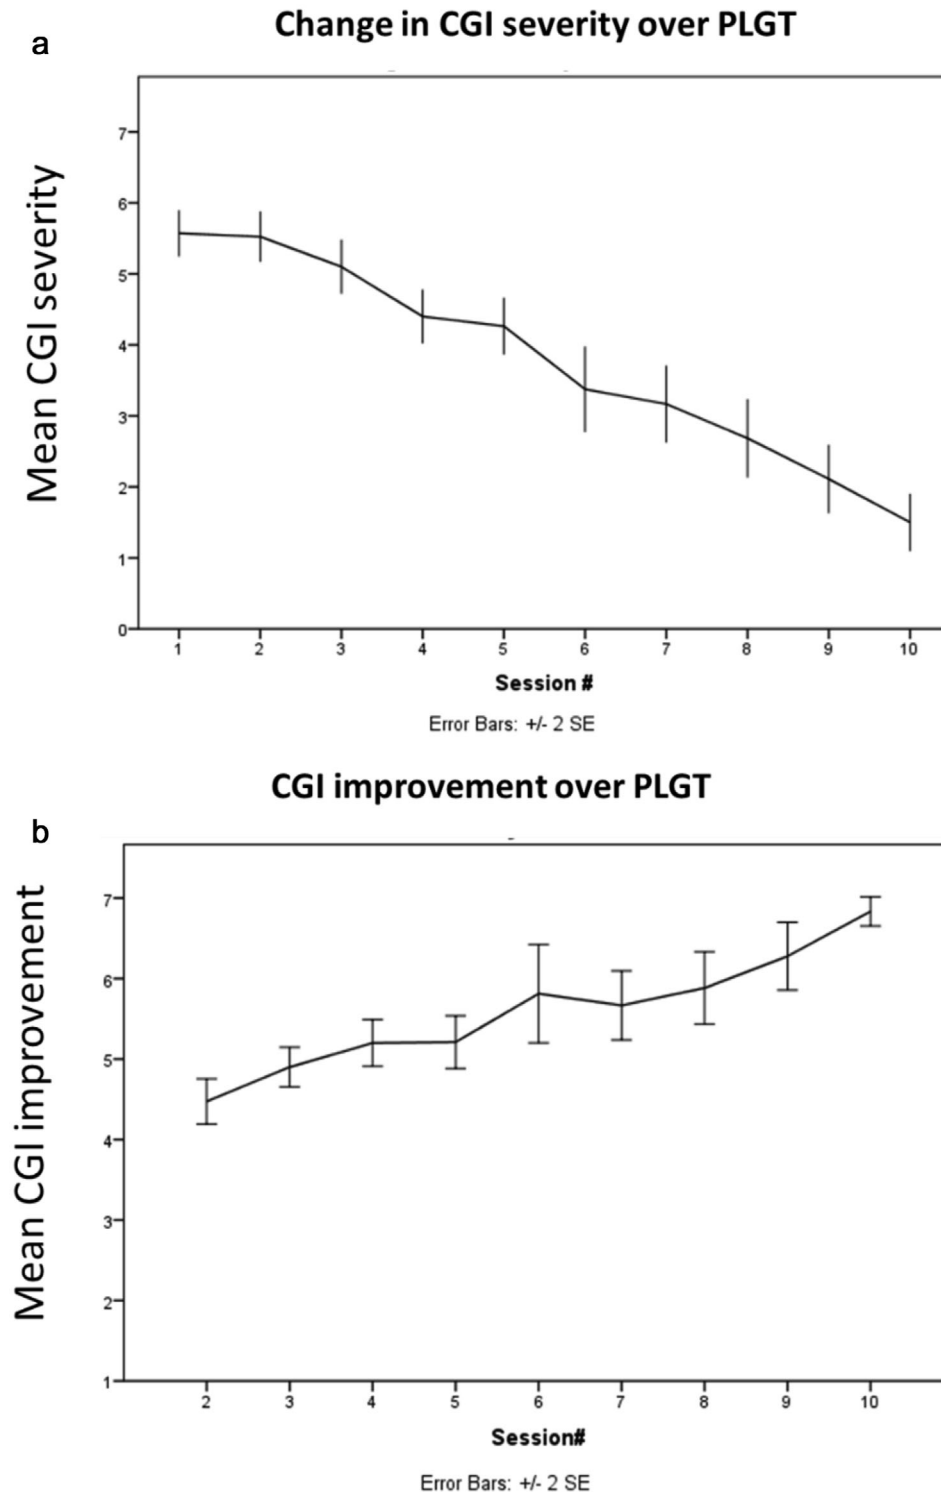 Change in CGI severity over PLGT
a
Mean CGI severity
7
6
5
4
3
2
1
0
1 2 3 4 5 6 7 8 9 10
Session #
Error Bars: +/- 2 SE
CGI improvement over PLGT
b
Mean CGI improvement
7
6
5
4
3
2
1
2 3 4 5 6 7 8 9 10
Session#
Error Bars: +/- 2 SE